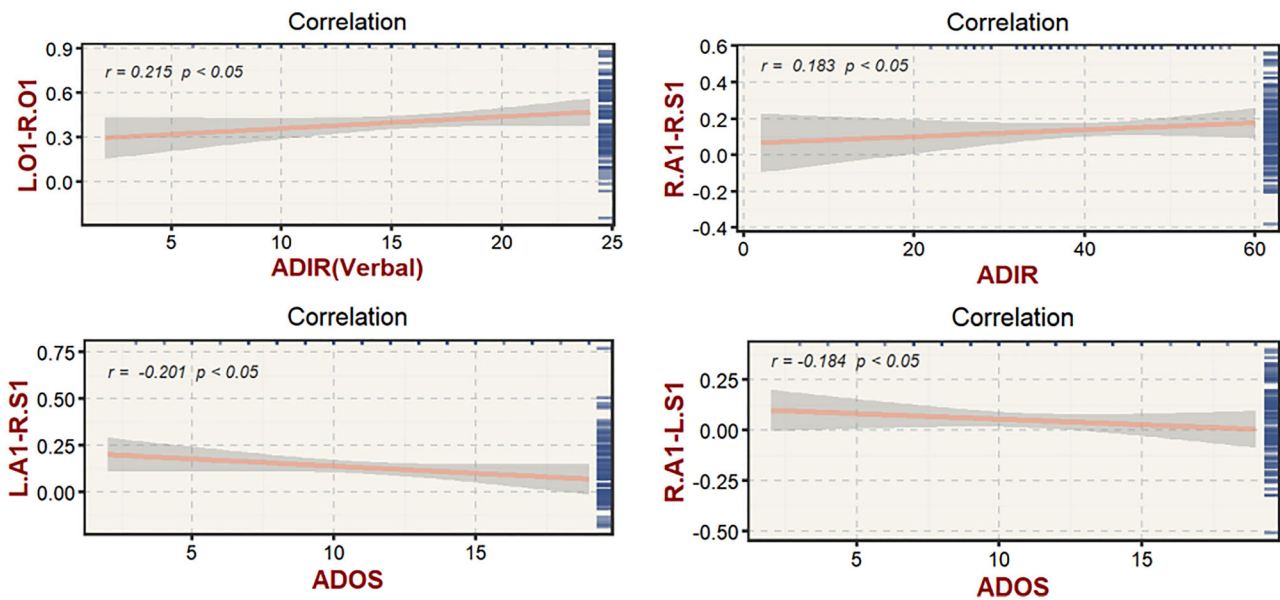 Correlation
r = 0.215 p < 0.05
L.O1-R.O1
0.9
0.6
0.3
0.0
5 10 15 20 25
ADIR(Verbal)
Correlation
r = 0.183 p < 0.05
R.A1-R.S1
0.6
0.4
0.2
0.0
-0.2
-0.4
0 20 40 60
ADIR
Correlation
r = -0.201 p < 0.05
L.A1-R.S1
0.75
0.50
0.25
0.00
5 10 15
ADOS
Correlation
r = -0.184 p < 0.05
R.A1-L.S1
0.25
0.00
-0.25
-0.50
5 10 15
ADOS